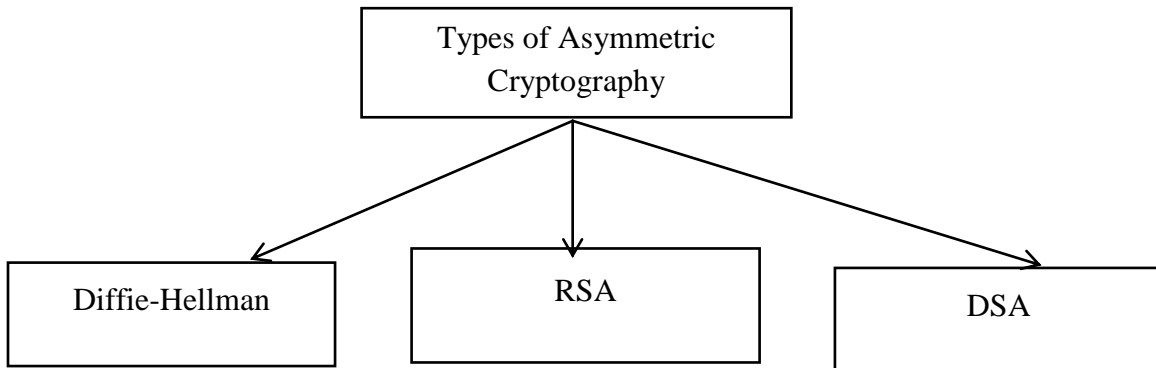 Types of Asymmetric
Cryptography
Diffie-Hellman
RSA
DSA